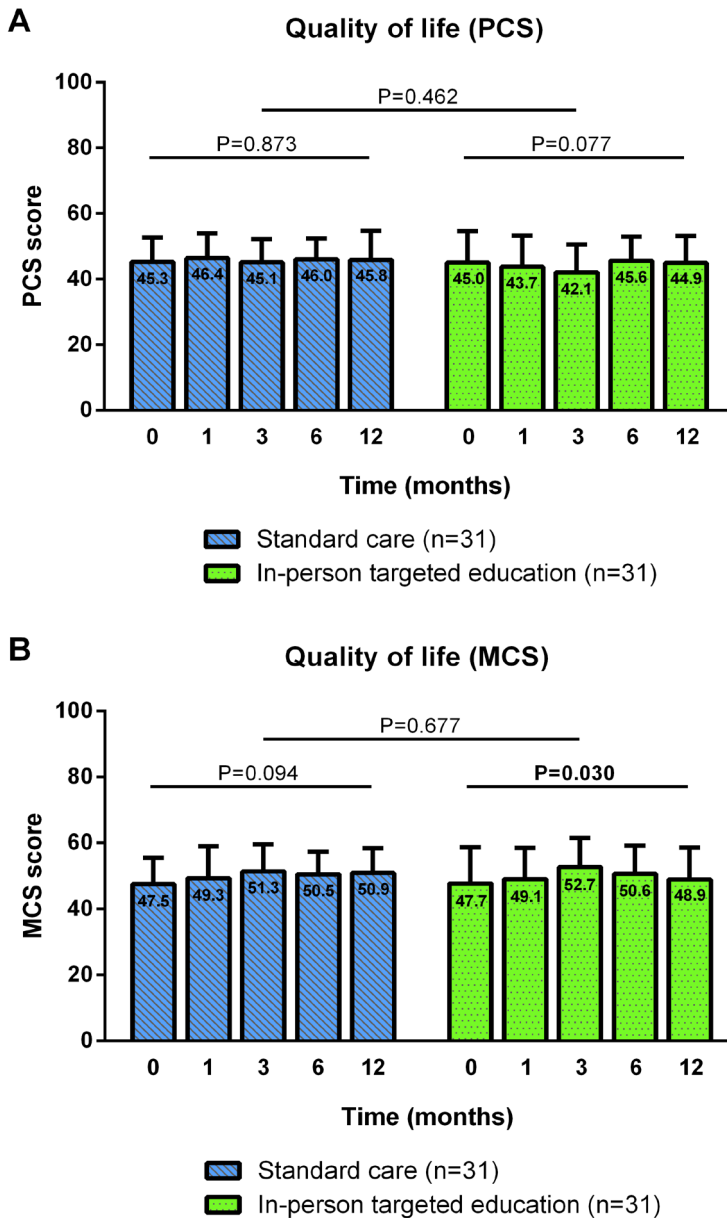 A
Quality of life (PCS)
100
P=0.462
80
P=0.873
P=0.077
60
PCS score
40
45.3 46.4 45.1 46.0 45.8 45.0 43.7 42.1 45.6 44.9
20
0
0 1 3 6 12 0 1 3 6 12
Time (months)
Standard care (n=31)
In-person targeted education (n=31)
B
Quality of life (MCS)
100
P=0.677
80
P=0.094
P=0.030
60
MCS score
47.5 49.3 51.3 50.5 50.9 47.7 49.1 52.7 50.6 48.9
40
20
0
0 1 3 6 12 0 1 3 6 12
Time (months)
Standard care (n=31)
In-person targeted education (n=31)